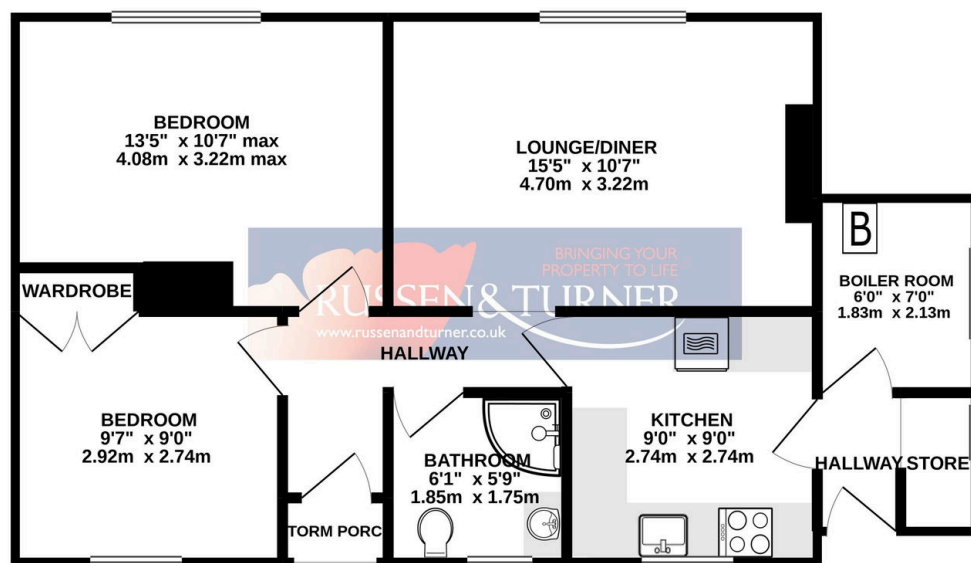 BEDROOM
13'5" x 10'7" max
4.08m x 3.22m max
LOUNGE/DINER
15'5" x 10'7"
4.70m x 3.22m
B
BOILER ROOM
6'0" x 7'0"
1.83m x 2.13m
BRINGING YOUR
PROPERTY TO LIFE
RUSSEN & TURNER
www.russenandturner.co.uk
WARDROBE
HALLWAY
BEDROOM
9'7" x 9'0"
2.92m x 2.74m
KITCHEN
9'0" x 9'0"
2.74m x 2.74m
BATHROOM
6'1" x 5'9"
1.85m x 1.75m
HALLWAY
STORE
TORM PORC